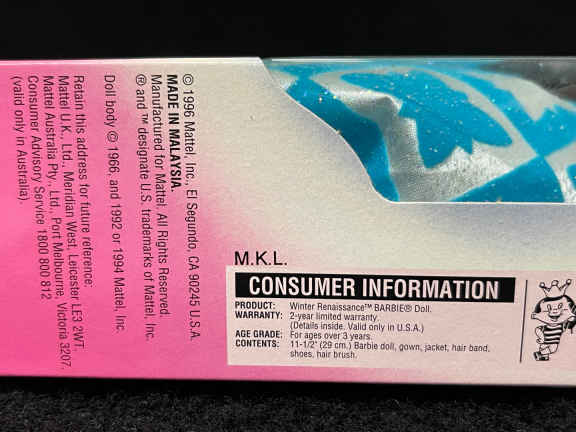 © 1996 Mattel, Inc., El Segundo, CA 90245 U.S.A.
MADE IN MALAYSIA.
Manufactured for Mattel. All Rights Reserved.
® and ™ designate U.S. trademarks of Mattel, Inc.
Doll body © 1966, and 1992 or 1994 Mattel, Inc.
Retain this address for future reference:
Mattel U.K., Ltd., Meridian West, Leicester LE3 2WT.
Mattel Australia Pty., Ltd., Port Melbourne, Victoria 3207.
Consumer Advisory Service 1800 800 812
(valid only in Australia).
M.K.L.
CONSUMER INFORMATION
PRODUCT: Winter Renaissance™ BARBIE® Doll.
WARRANTY: 2-year limited warranty.
(Details inside. Valid only in U.S.A.)
AGE GRADE: For ages over 3 years.
CONTENTS: 11-1/2" (29 cm.) Barbie doll, gown, jacket, hair band,
shoes, hair brush.